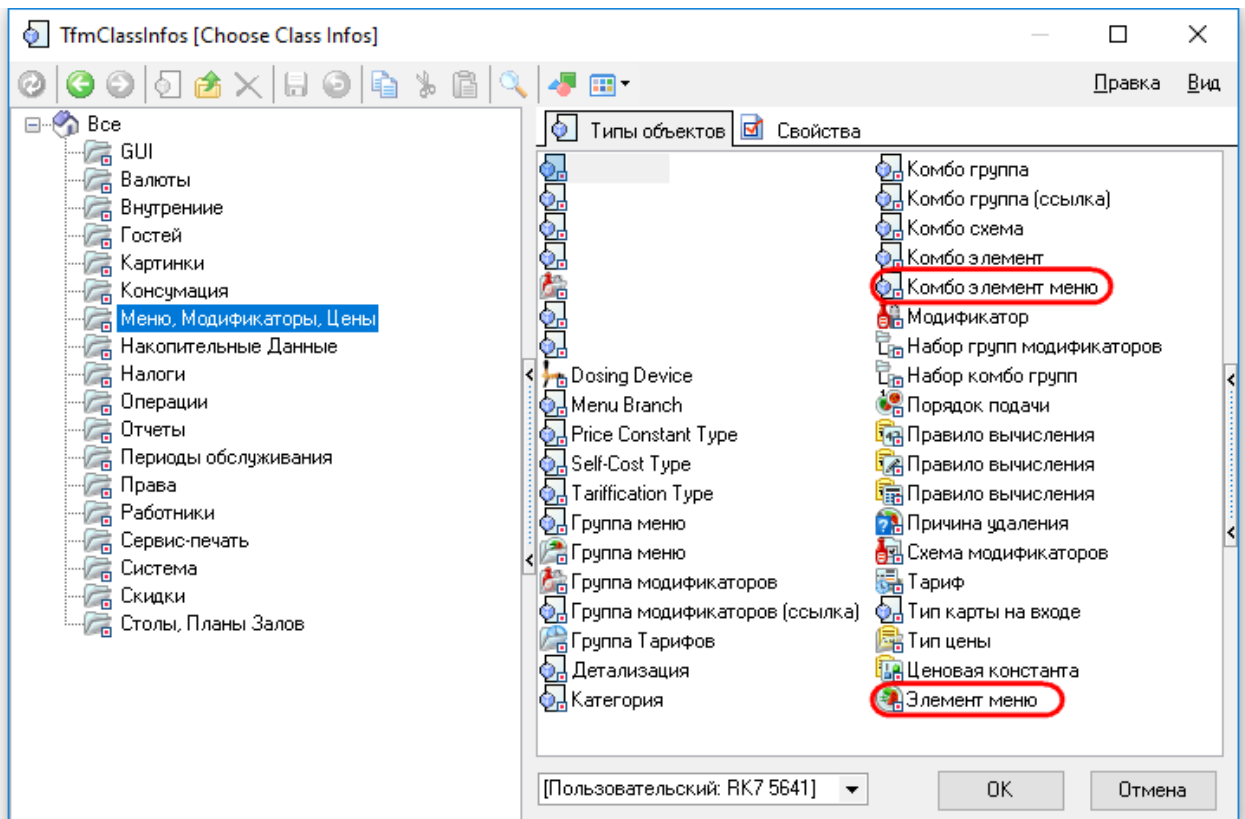 TfmClassInfos [Choose Class Infos]
Правка Вид
Все
GUI
Валюты
Внутрениие
Гостей
Картинки
Консумация
Меню, Модификаторы, Цены
Накопительные Данные
Налоги
Операции
Отчеты
Периоды обслуживания
Права
Работники
Сервис-печать
Система
Скидки
Столы, Планы Залов
Типы объектов Свойства
Dosing Device
Menu Branch
Price Constant Type
Self-Cost Type
Tariffication Type
Группа меню
Группа меню
Группа модификаторов
Группа модификаторов (ссылка)
Группа Тарифов
Детализация
Категория
Комбо группа
Комбо группа (ссылка)
Комбо схема
Комбо элемент
Комбо элемент меню
Модификатор
Набор групп модификаторов
Набор комбо групп
Порядок подачи
Правило вычисления
Правило вычисления
Правило вычисления
Причина удаления
Схема модификаторов
Тариф
Тип карты на входе
Тип цены
Ценовая константа
Элемент меню
[Пользовательский: RK7 5641]
OK
Отмена